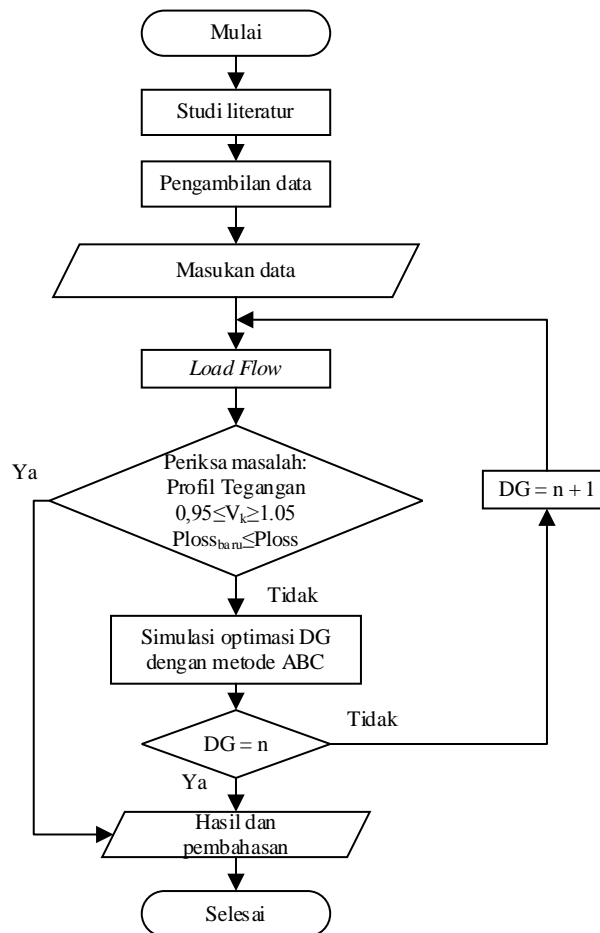 Mulai
Studi literatur
Pengambilan data
Masukan data
Load Flow
Ya
Periksa masalah:
Profil Tegangan
0,95≤Vₖ≥1.05
Ploss_baru≤Ploss
DG = n + 1
Tidak
Simulasi optimasi DG
dengan metode ABC
Tidak
DG = n
Ya
Hasil dan
pembahasan
Selesai